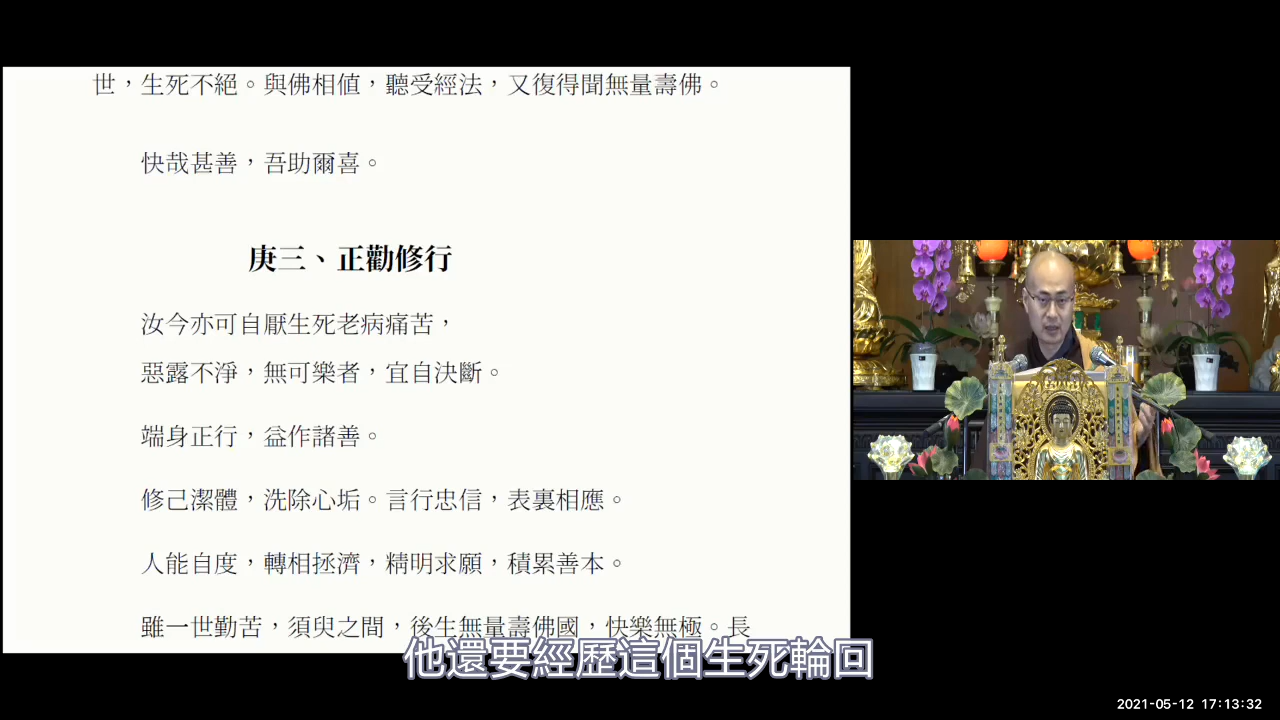 世，生死不絕。與佛相值，聽受經法，又復得聞無量壽佛。
快哉甚善，吾助爾喜。
庚三、正勸修行
汝今亦可自厭生死老病痛苦，
惡露不淨，無可樂者，宜自決斷。
端身正行，益作諸善。
修己潔體，洗除心垢。言行忠信，表裏相應。
人能自度，轉相拯濟，精明求願，積累善本。
雖一世勤苦，須臾之間，後生無量壽佛國，快樂無極。長
他還要經歷這個生死輪回
2021-05-12 17:13:32